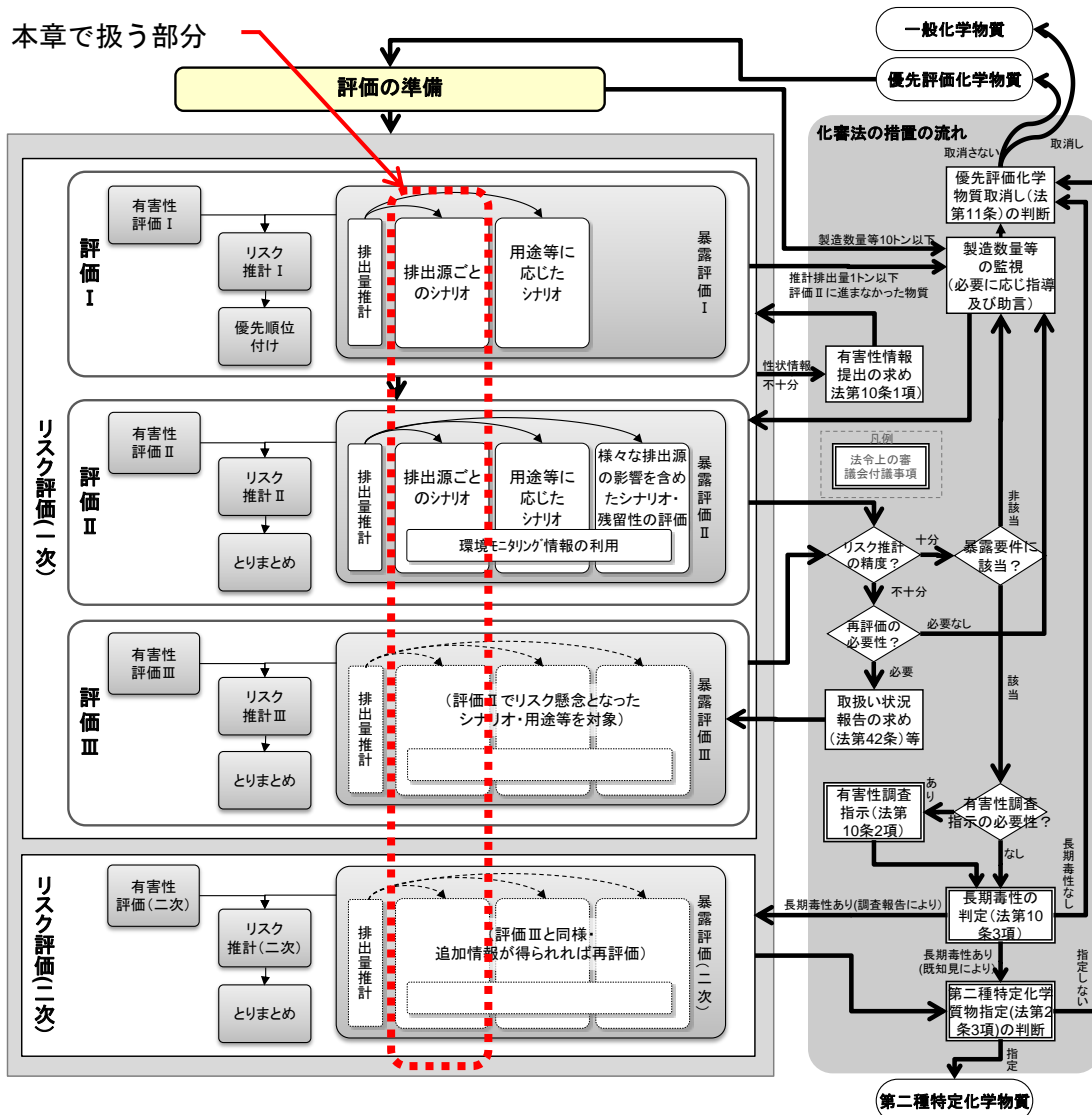 本章で扱う部分
一般化学物質
優先評価化学物質
評価の準備
化審法の措置の流れ
取消さない
取消し
優先評価化学
物質取消し(法
第11条)の判断
製造数量等10トン以下
製造数量等
の監視
(必要に応じ指導
及び助言)
推計排出量1トン以下
評価Ⅱに進まなかった物質
性状情報
不十分
有害性情報
提出の求め
法第10条1項)
凡例
法令上の審
議会付議事項
リスク評価(一次)
評価Ⅰ
有害性
評価Ⅰ
リスク
推計Ⅰ
優先順位
付け
排出量推計
排出源ごと
のシナリオ
用途等に
応じた
シナリオ
暴露評価Ⅰ
評価Ⅱ
有害性
評価Ⅱ
リスク
推計Ⅱ
とりまとめ
排出量推計
排出源ごと
のシナリオ
用途等に
応じた
シナリオ
様々な排出源
の影響を含め
たシナリオ・
残留性の評価
環境モニタリング情報の利用
暴露評価Ⅱ
リスク推計
の精度?
十分
暴露要件に
該当?
非該当
不十分
再評価の
必要性?
必要なし
必要
該当
取扱い状況
報告の求め
(法第42条)等
評価Ⅲ
有害性
評価Ⅲ
リスク
推計Ⅲ
とりまとめ
排出量推計
(評価Ⅱでリスク懸念となった
シナリオ・用途等を対象)
暴露評価Ⅲ
有害性調査
指示(法第
10条2項)
あり
有害性調査
指示の必要性?
なし
長期毒性なし
リスク評価(二次)
有害性
評価(二次)
リスク
推計(二次)
とりまとめ
排出量推計
(評価Ⅲと同様・
追加情報が得られれば再評価)
暴露評価(二次)
長期毒性あり(調査報告により)
長期毒性の
判定(法第10
条3項)
長期毒性あり
(既知見により)
指定しない
第二種特定化学
質物指定(法第2
条3項)の判断
指定
第二種特定化学物質